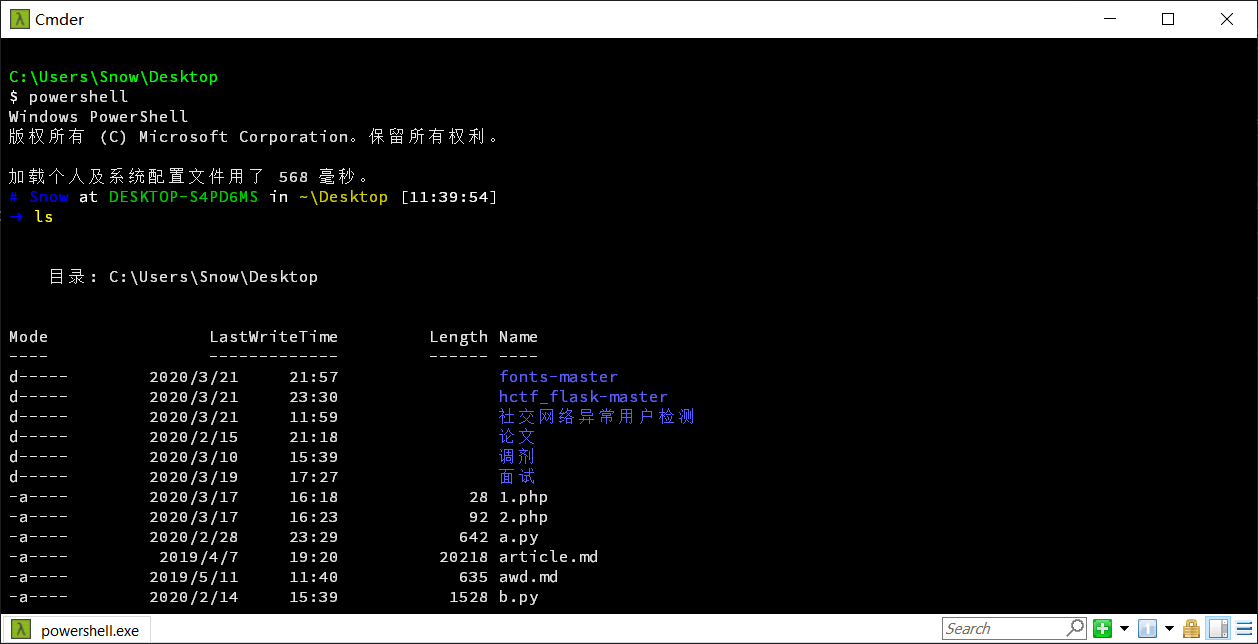 Cmder
C:\Users\Snow\Desktop
$ powershell
Windows PowerShell
版权所有 (C) Microsoft Corporation。保留所有权利。
加载个人及系统配置文件用了 568 毫秒。
# Snow at DESKTOP-S4PD6MS in ~\Desktop [11:39:54]
→ ls
目录: C:\Users\Snow\Desktop
Mode LastWriteTime Length Name
---- ------------- ------ ----
d----- 2020/3/21 21:57 fonts-master
d----- 2020/3/21 23:30 hctf_flask-master
d----- 2020/3/21 11:59 社交网络异常用户检测
d----- 2020/2/15 21:18 论文
d----- 2020/3/10 15:39 调剂
d----- 2020/3/19 17:27 面试
-a---- 2020/3/17 16:18 28 1.php
-a---- 2020/3/17 16:23 92 2.php
-a---- 2020/2/28 23:29 642 a.py
-a---- 2019/4/7 19:20 20218 article.md
-a---- 2019/5/11 11:40 635 awd.md
-a---- 2020/2/14 15:39 1528 b.py
powershell.exe Search